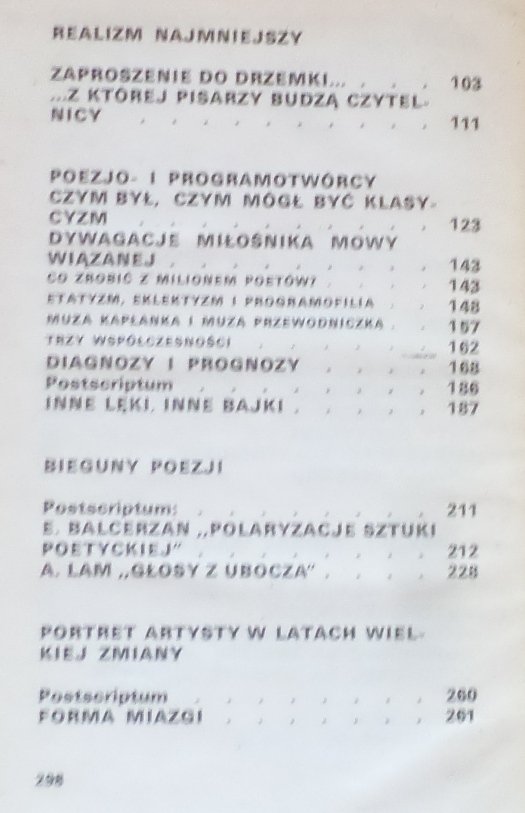 REALIZM NAJMNIEJSZY
ZAPROSZENIE DO DRZEMKI... . . . 103
...Z KTÓREJ PISARZY BUDZĄ CZYTEL-
NICY . . . . . . . . . . 111
POEZJO- I PROGRAMOTWÓRCY
CZYM BYŁ, CZYM MÓGŁ BYĆ KLASY-
CYZM . . . . . . . . . . 123
DYWAGACJE MIŁOŚNIKA MOWY
WIĄZANEJ . . . . . . . . . 143
CO ZROBIĆ Z MILIONEM POETÓW? . . . . 143
ETATYZM, EKLEKTYZM I PROGRAMOFILIA . . 148
MUZA KAPŁANKA I MUZA PRZEWODNICZKA . . 157
TRZY WSPÓŁCZESNOŚCI . . . . . . 162
DIAGNOZY I PROGNOZY . . . . 168
Postscriptum . . . . . . . . 186
INNE LĘKI, INNE BAJKI . . . . . 187
BIEGUNY POEZJI
Postscriptum: . . . . . . . . 211
E. BALCERZAN „POLARYZACJE SZTUKI
POETYCKIEJ” . . . . . . . . 212
A. LAM „GŁOSY Z UBOCZA” . . . . 228
PORTRET ARTYSTY W LATACH WIEL-
KIEJ ZMIANY
Postscriptum . . . . . . . . 260
FORMA MIAZGI . . . . . . . 261
298